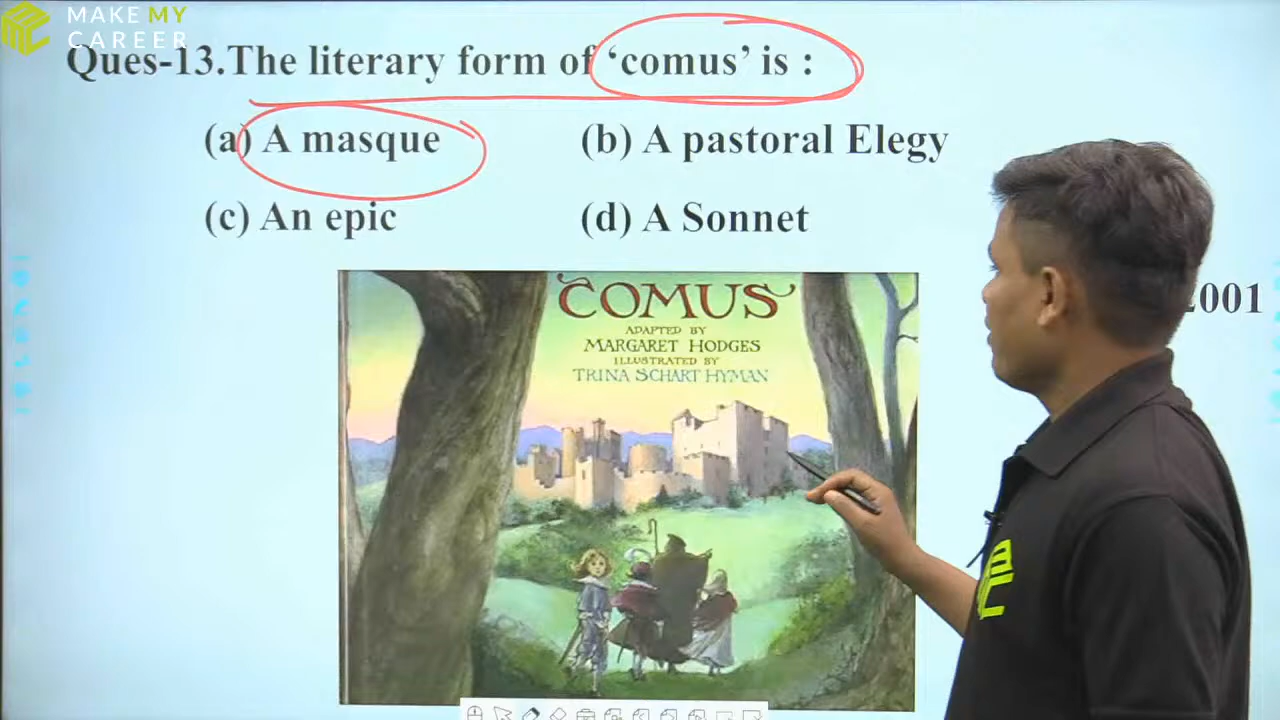 MAKE MY
CAREER
Ques-13.The literary form of 'comus' is :
(a) A masque (b) A pastoral Elegy
(c) An epic (d) A Sonnet
2001
COMUS
ADAPTED BY
MARGARET HODGES
ILLUSTRATED BY
TRINA SCHART HYMAN